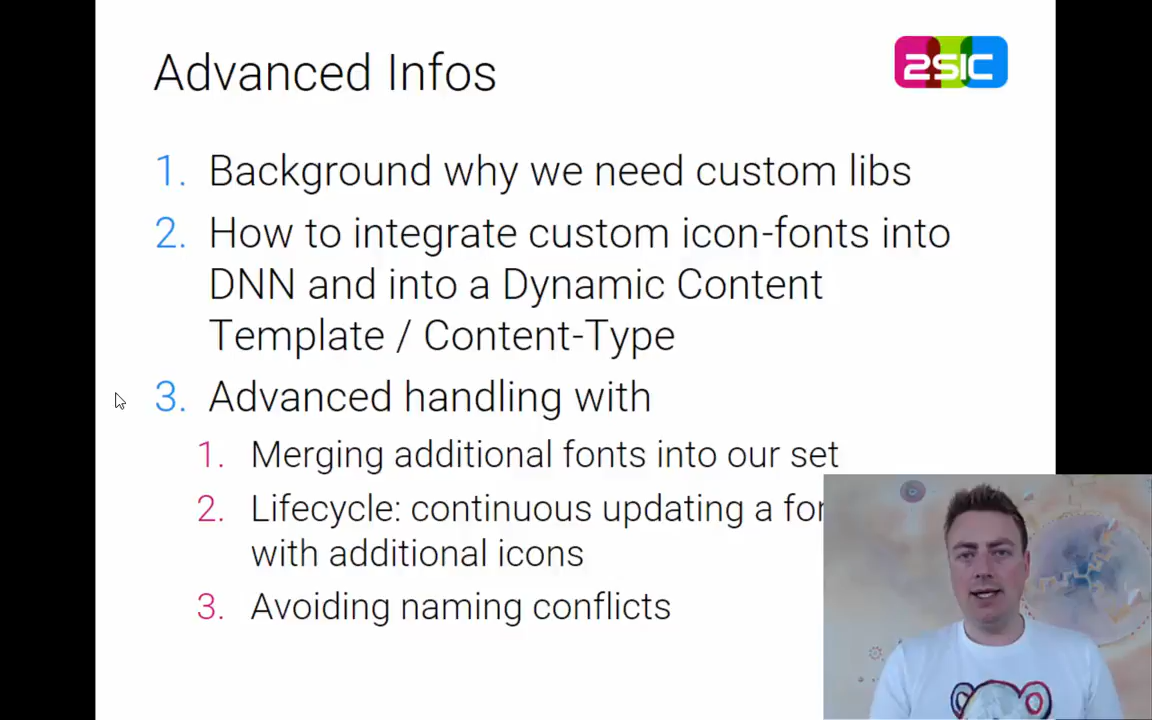 Advanced Infos
2SIC
1. Background why we need custom libs
2. How to integrate custom icon-fonts into
DNN and into a Dynamic Content
Template / Content-Type
3. Advanced handling with
1. Merging additional fonts into our set
2. Lifecycle: continuous updating a
with additional icons
3. Avoiding naming conflicts